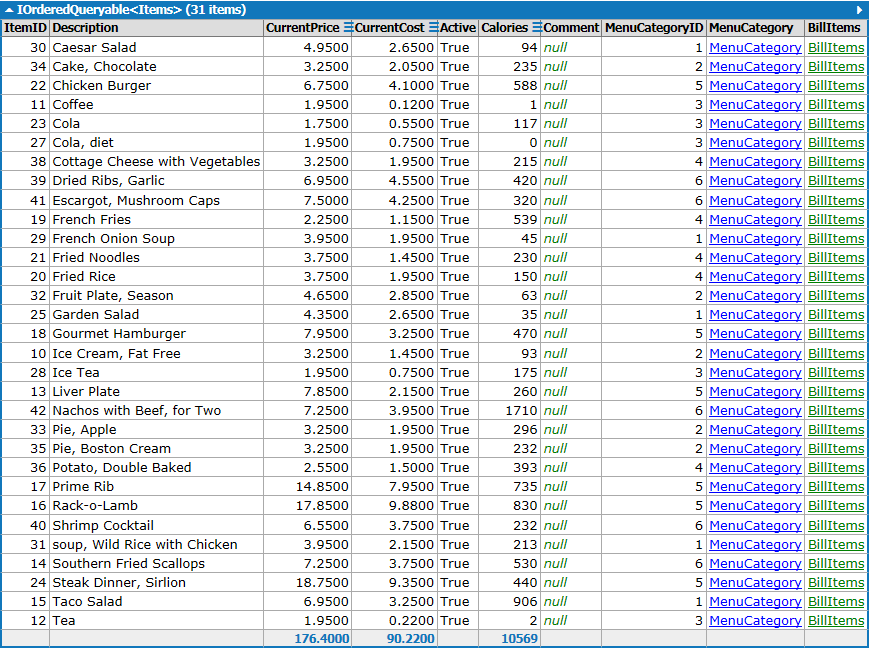 IOrderedQueryable<Items> (31 items)
ItemID Description CurrentPrice CurrentCost Active Calories Comment MenuCategoryID MenuCategory BillItems
30 Caesar Salad 4.9500 2.6500 True 94 null 1 MenuCategory BillItems
34 Cake, Chocolate 3.2500 2.0500 True 235 null 2 MenuCategory BillItems
22 Chicken Burger 6.7500 4.1000 True 588 null 5 MenuCategory BillItems
11 Coffee 1.9500 0.1200 True 1 null 3 MenuCategory BillItems
23 Cola 1.7500 0.5500 True 117 null 3 MenuCategory BillItems
27 Cola, diet 1.9500 0.7500 True 0 null 3 MenuCategory BillItems
38 Cottage Cheese with Vegetables 3.2500 1.9500 True 215 null 4 MenuCategory BillItems
39 Dried Ribs, Garlic 6.9500 4.5500 True 420 null 6 MenuCategory BillItems
41 Escargot, Mushroom Caps 7.5000 4.2500 True 320 null 6 MenuCategory BillItems
19 French Fries 2.2500 1.1500 True 539 null 4 MenuCategory BillItems
29 French Onion Soup 3.9500 1.9500 True 45 null 1 MenuCategory BillItems
21 Fried Noodles 3.7500 1.4500 True 230 null 4 MenuCategory BillItems
20 Fried Rice 3.7500 1.9500 True 150 null 4 MenuCategory BillItems
32 Fruit Plate, Season 4.6500 2.8500 True 63 null 2 MenuCategory BillItems
25 Garden Salad 4.3500 2.6500 True 35 null 1 MenuCategory BillItems
18 Gourmet Hamburger 7.9500 3.2500 True 470 null 5 MenuCategory BillItems
10 Ice Cream, Fat Free 3.2500 1.4500 True 93 null 2 MenuCategory BillItems
28 Ice Tea 1.9500 0.7500 True 175 null 3 MenuCategory BillItems
13 Liver Plate 7.8500 2.1500 True 260 null 5 MenuCategory BillItems
42 Nachos with Beef, for Two 7.2500 3.9500 True 1710 null 6 MenuCategory BillItems
33 Pie, Apple 3.2500 1.9500 True 296 null 2 MenuCategory BillItems
35 Pie, Boston Cream 3.2500 1.9500 True 232 null 2 MenuCategory BillItems
36 Potato, Double Baked 2.5500 1.5000 True 393 null 4 MenuCategory BillItems
17 Prime Rib 14.8500 7.9500 True 735 null 5 MenuCategory BillItems
16 Rack-o-Lamb 17.8500 9.8800 True 830 null 5 MenuCategory BillItems
40 Shrimp Cocktail 6.5500 3.7500 True 232 null 6 MenuCategory BillItems
31 soup, Wild Rice with Chicken 3.9500 2.1500 True 213 null 1 MenuCategory BillItems
14 Southern Fried Scallops 7.2500 3.7500 True 530 null 6 MenuCategory BillItems
24 Steak Dinner, Sirlion 18.7500 9.3500 True 440 null 5 MenuCategory BillItems
15 Taco Salad 6.9500 3.2500 True 906 null 1 MenuCategory BillItems
12 Tea 1.9500 0.2200 True 2 null 3 MenuCategory BillItems
176.4000 90.2200 10569